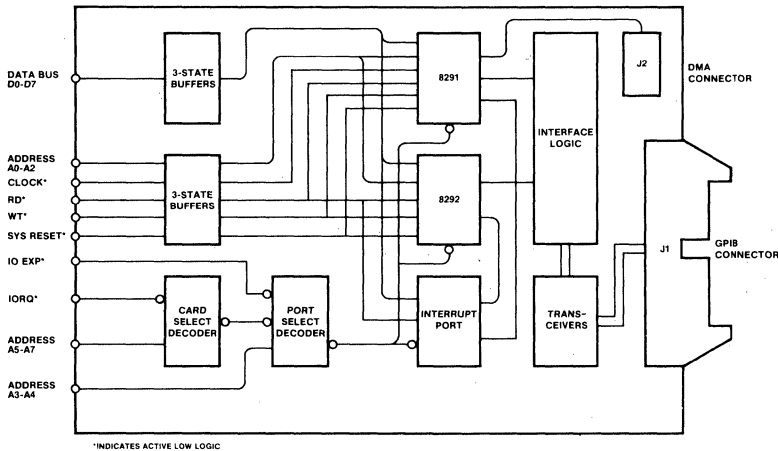 DATA BUS
D0-D7
ADDRESS
A0-A2
CLOCK*
RD*
WT*
SYS RESET*
IO EXP*
IORQ*
ADDRESS
A5-A7
ADDRESS
A3-A4
3-STATE
BUFFERS
3-STATE
BUFFERS
CARD
SELECT
DECODER
PORT
SELECT
DECODER
8291
8292
INTERRUPT
PORT
INTERFACE
LOGIC
TRANS-
CEIVERS
J2
DMA
CONNECTOR
J1
GPIB
CONNECTOR
*INDICATES ACTIVE LOW LOGIC